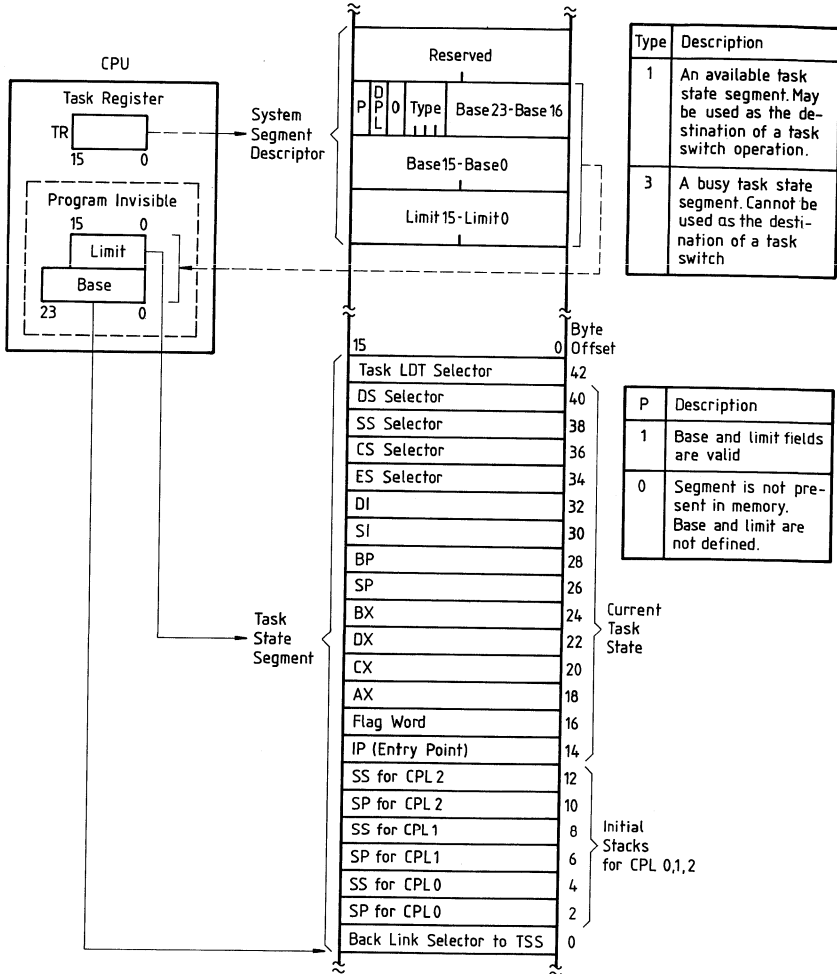 CPU
Task Register
TR
15 0
Program Invisible
15 0
Limit
Base
23 0
System
Segment
Descriptor
Reserved
P DPL 0 Type Base 23-Base 16
Base15-Base0
Limit 15-Limit 0
Type Description
1 An available task
state segment. May
be used as the de-
stination of a task
switch operation.
3 A busy task state
segment. Cannot be
used as the desti-
nation of a task
switch
P Description
1 Base and limit fields
are valid
0 Segment is not pre-
sent in memory.
Base and limit are
not defined.
Task
State
Segment
15 0
Byte
Offset
Task LDT Selector 42
DS Selector 40
SS Selector 38
CS Selector 36
ES Selector 34
DI 32
SI 30
BP 28
SP 26
BX 24
DX 22
CX 20
AX 18
Flag Word 16
IP (Entry Point) 14
SS for CPL 2 12
SP for CPL 2 10
SS for CPL 1 8
SP for CPL 1 6
SS for CPL 0 4
SP for CPL 0 2
Back Link Selector to TSS 0
Current
Task
State
Initial
Stacks
for CPL 0,1,2